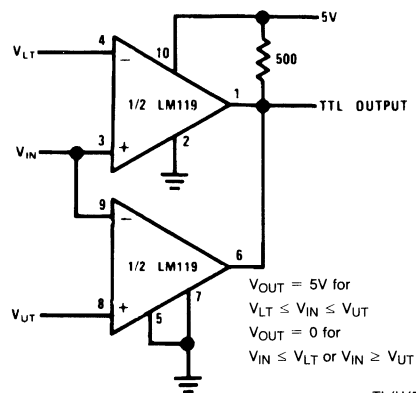 5V
4
10
V_LT
−
500
1/2 LM119
1
TTL OUTPUT
2
3
V_IN
+
9
−
1/2 LM119
6
V_OUT = 5V for
7
V_LT ≤ V_IN ≤ V_UT
8
+
5
V_UT
V_OUT = 0 for
V_IN ≤ V_LT or V_IN ≥ V_UT